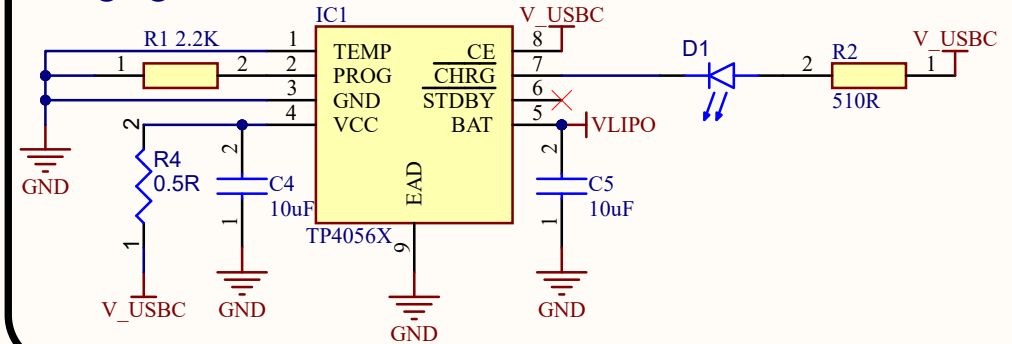 IC1
V_USBC
R1 2.2K
1 TEMP CE 8
1 2 2 PROG CHRG 7
3 GND STDBY 6
4 VCC BAT 5
EAD
9
TP4056X
D1
2 R2 1
510R
V_USBC
VLIPO
2
R4
0.5R
1
V_USBC
2
C4
10uF
1
GND
2
C5
10uF
1
GND
GND
GND